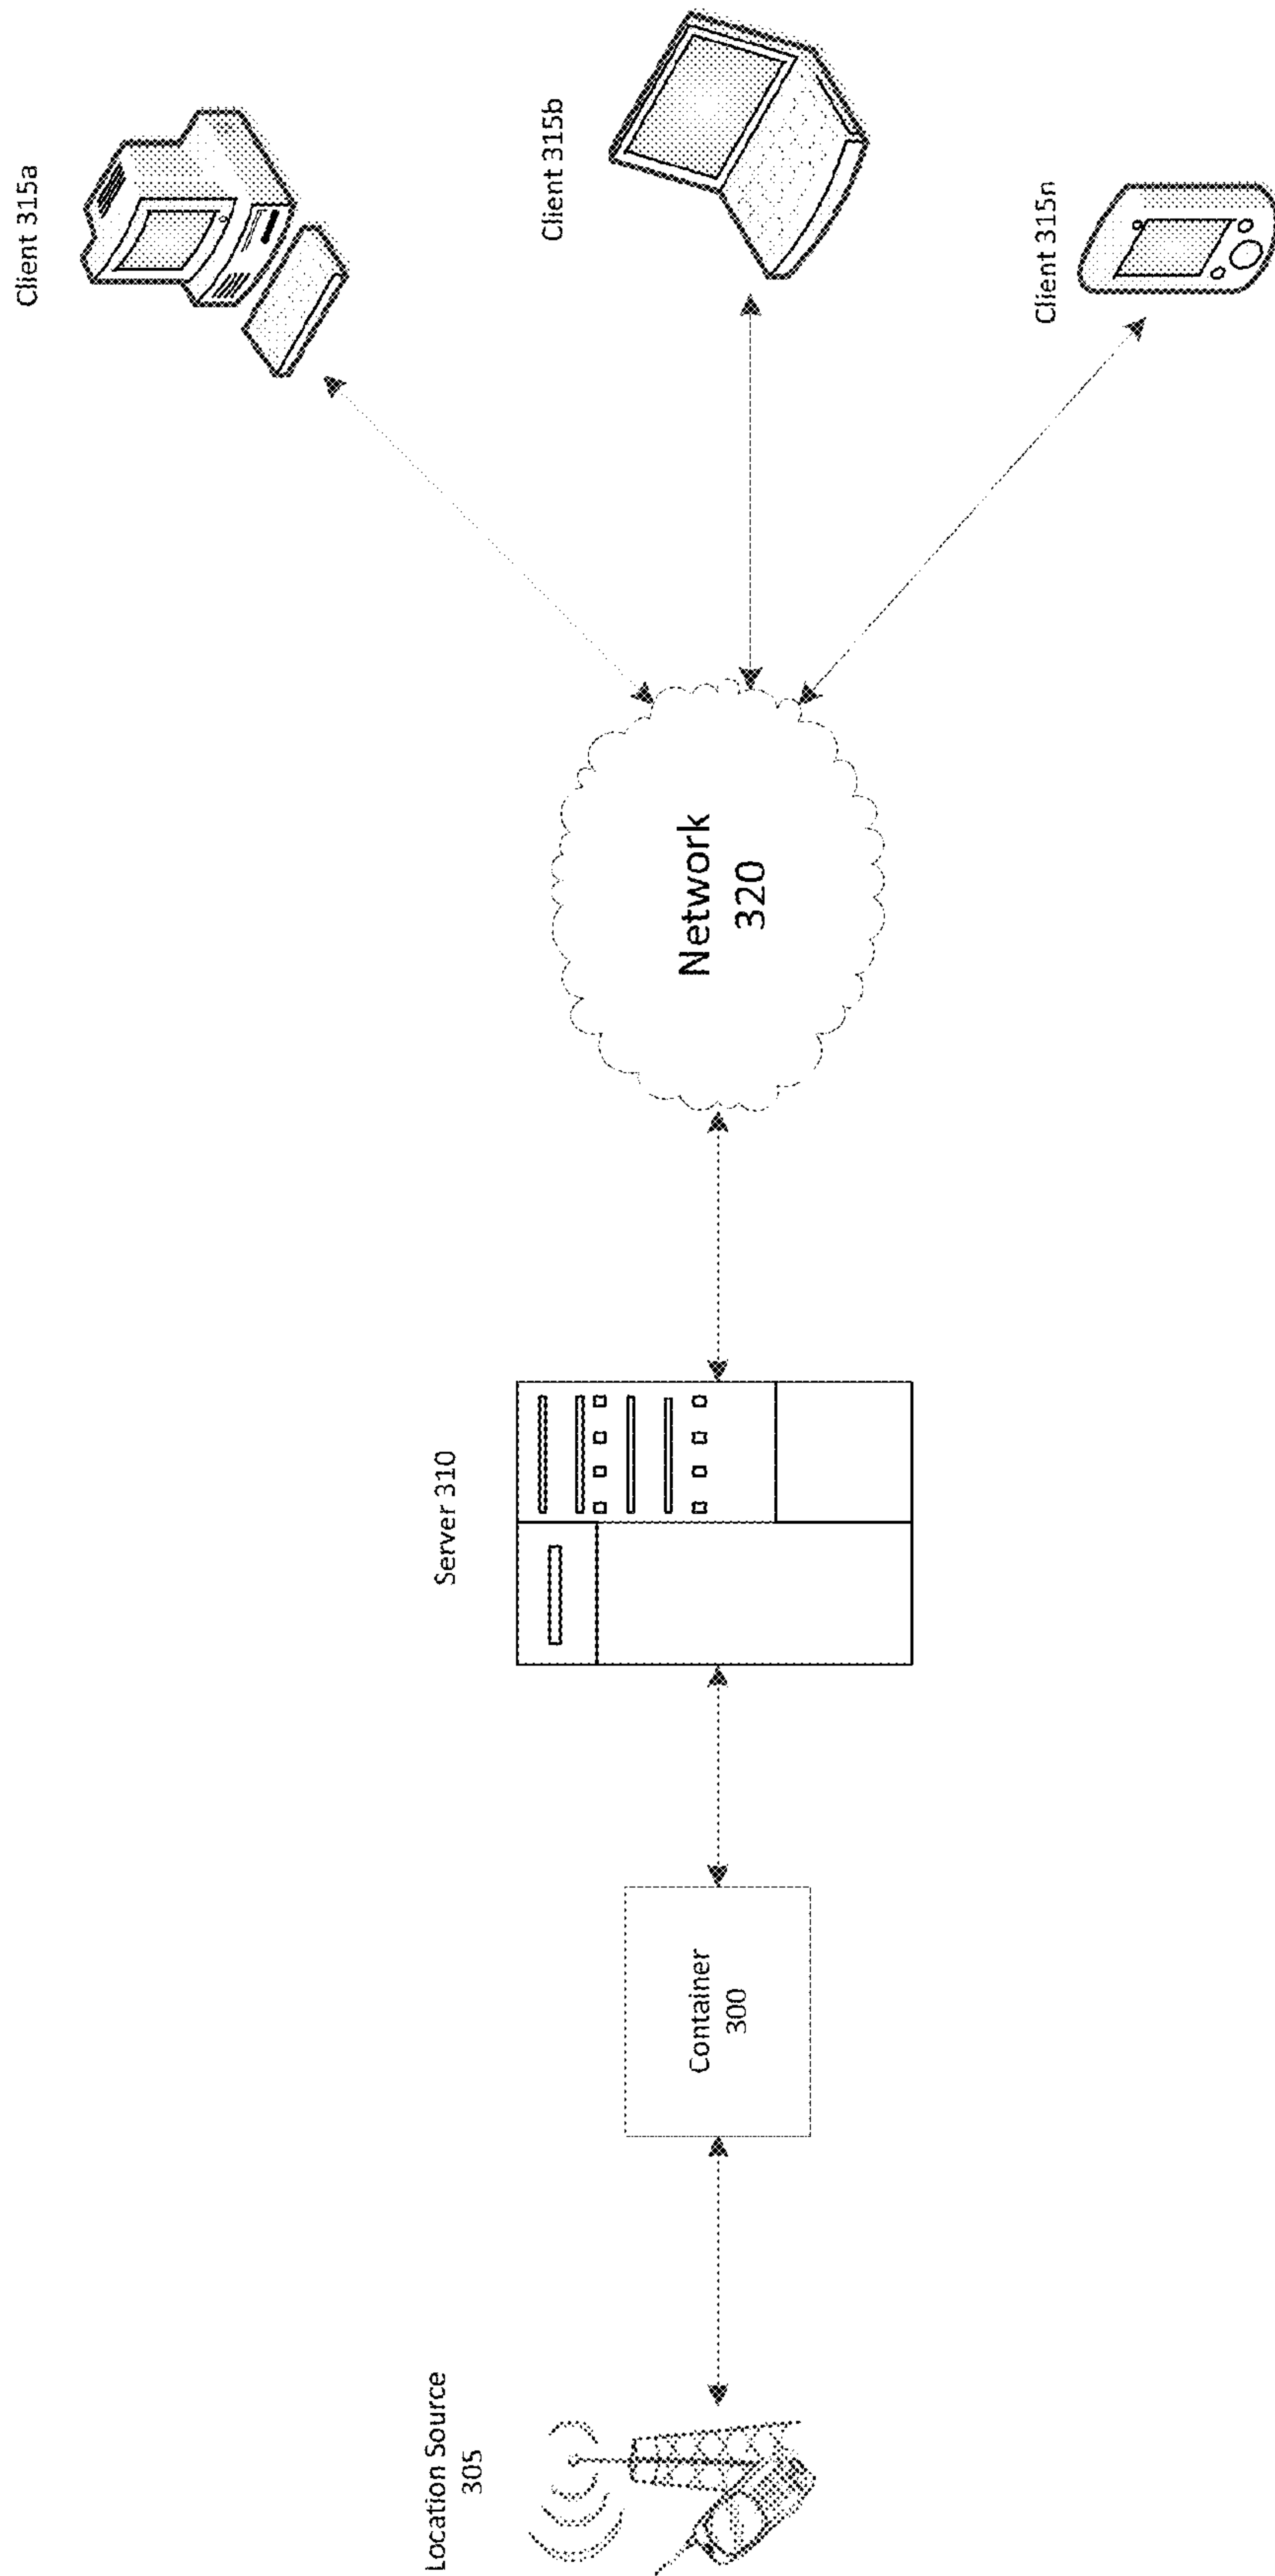 Location Source
305
Container
300
Server 310
Network
320
Client 315a
Client 315b
Client 315n